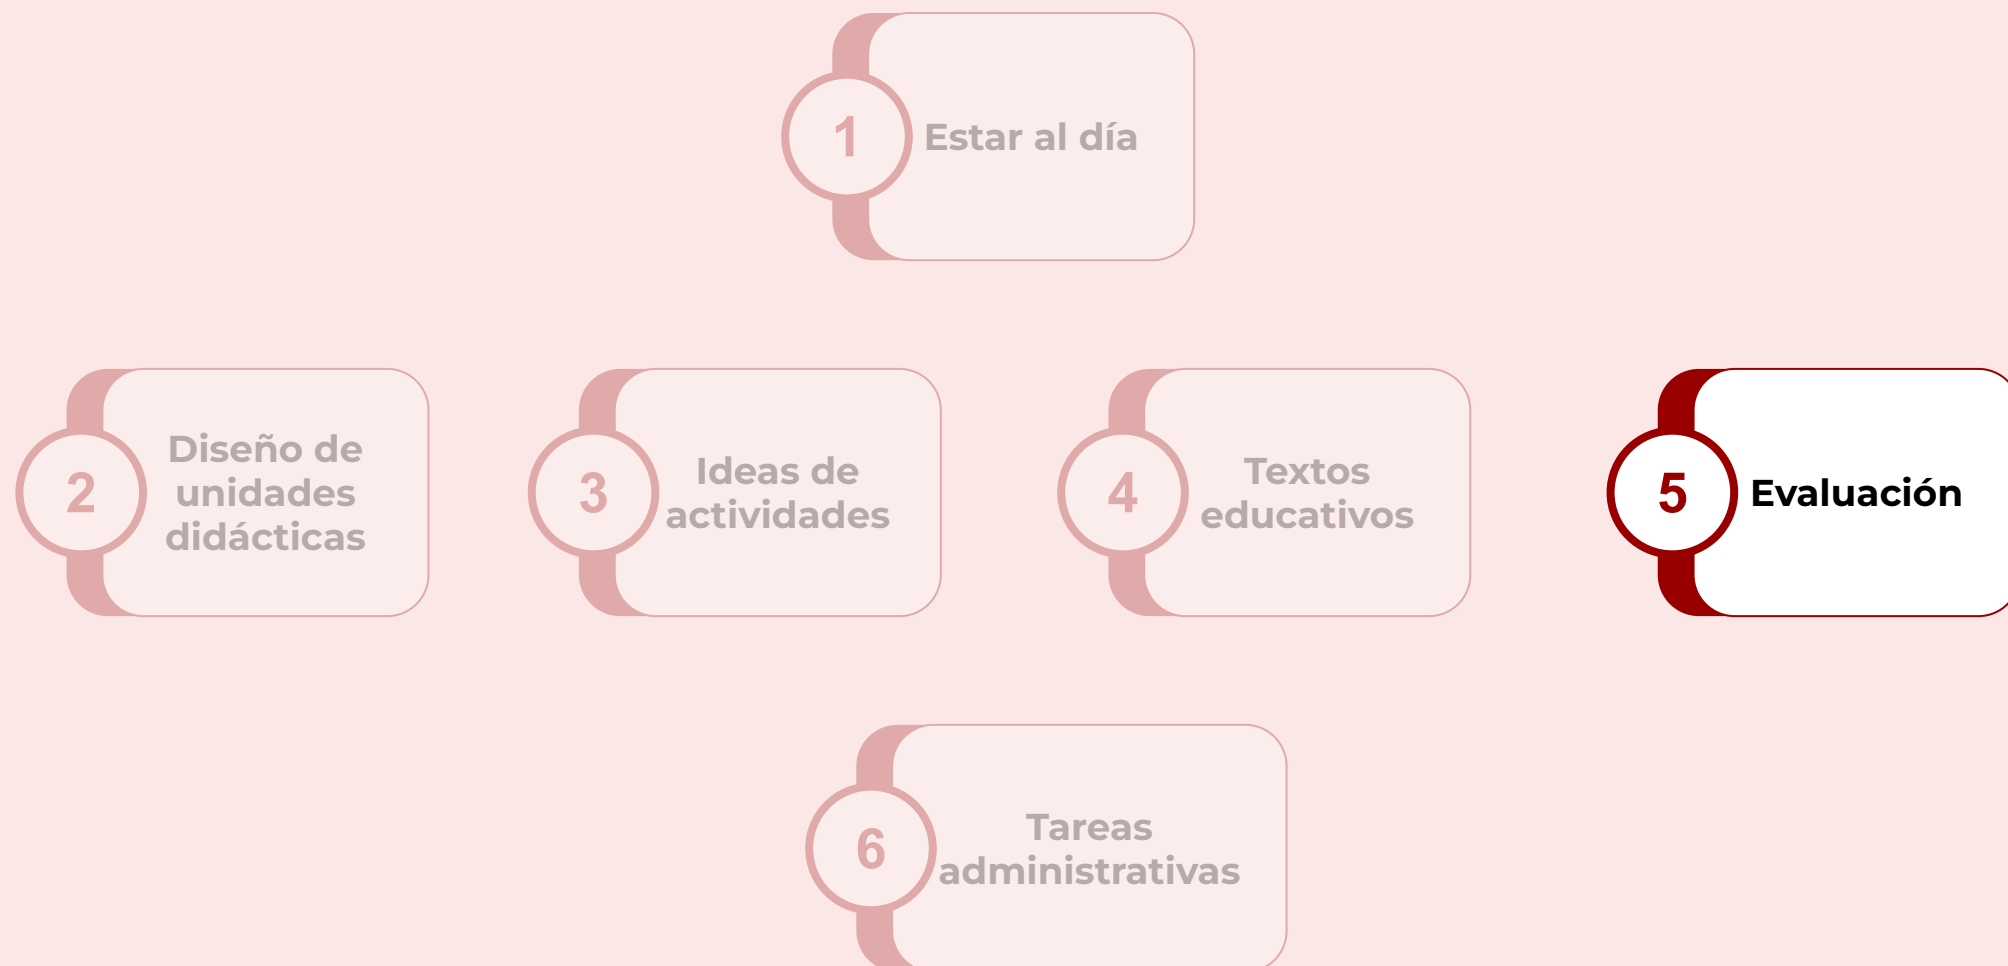 1
Estar al día
2
Diseño de
unidades
didácticas
3
Ideas de
actividades
4
Textos
educativos
5
Evaluación
6
Tareas
administrativas